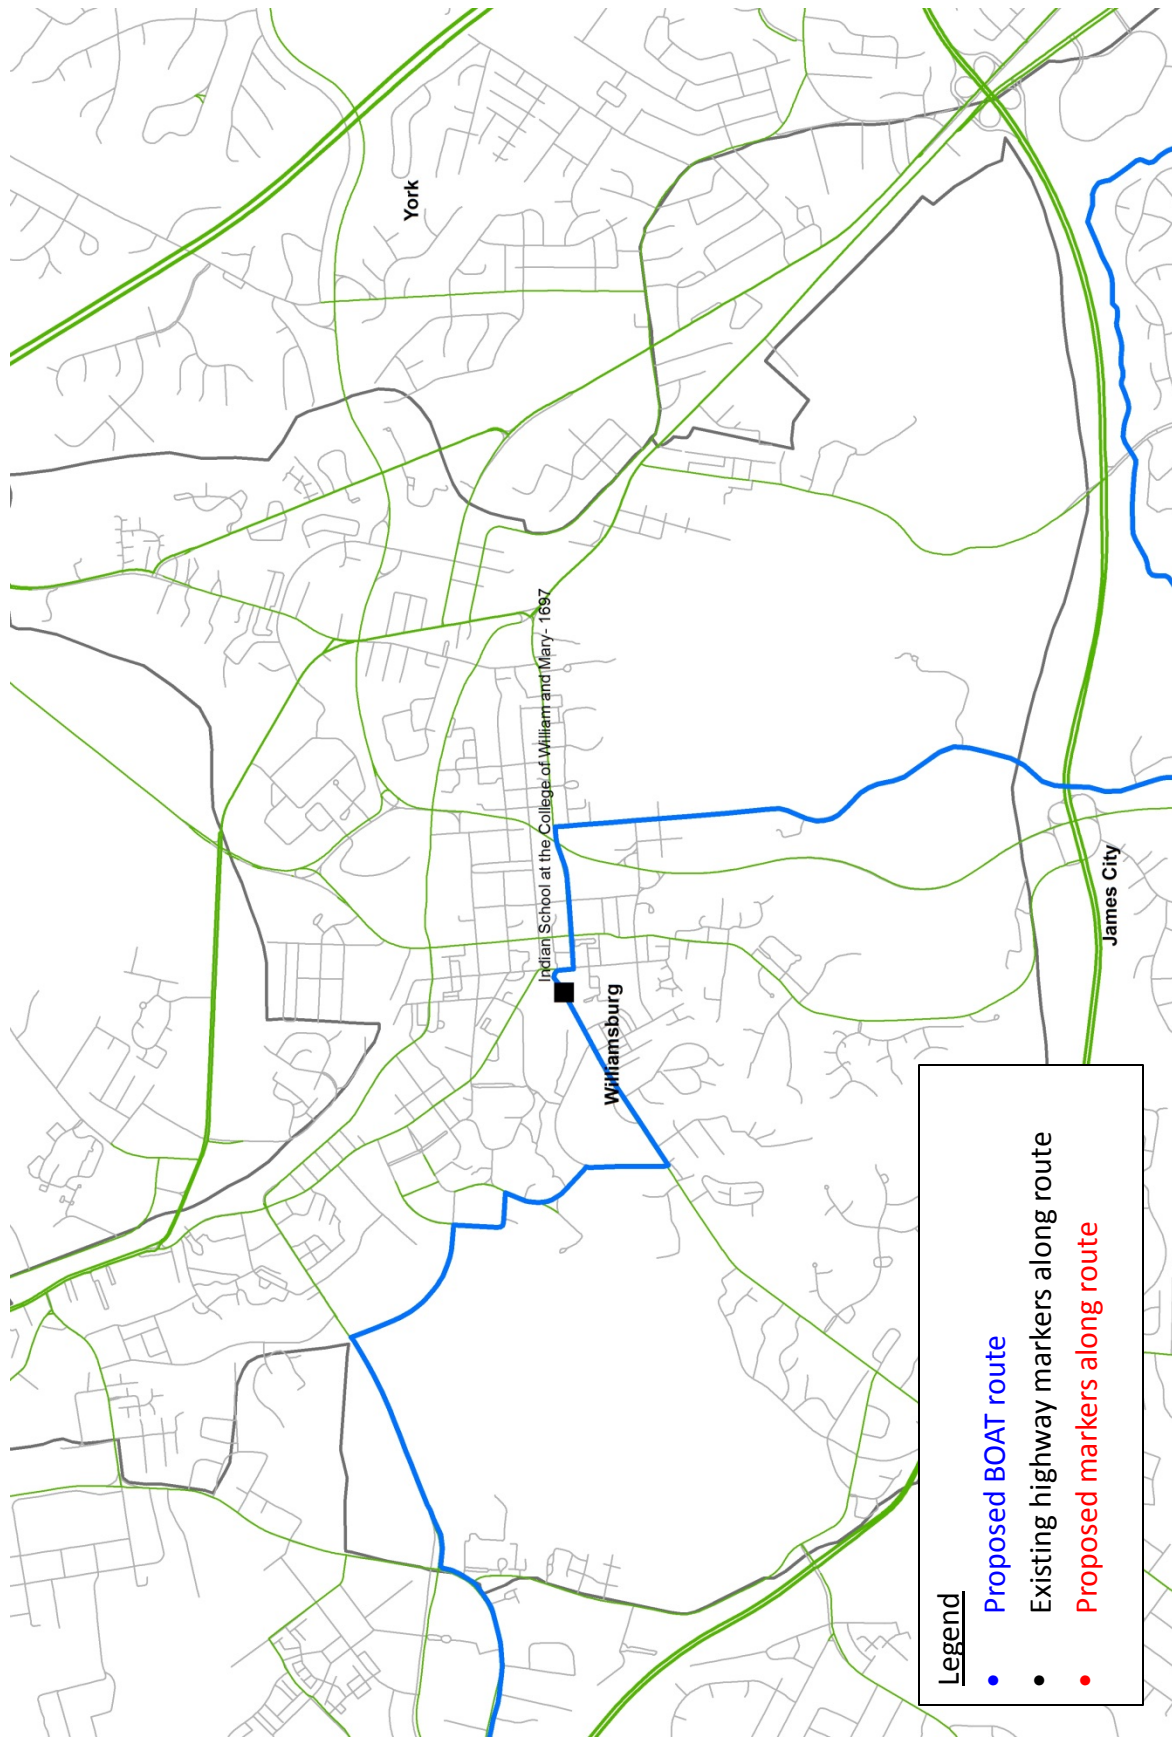 York
Indian School at the College of William and Mary- 1697
Williamsburg
James City
Legend
• Proposed BOAT route
• Existing highway markers along route
• Proposed markers along route